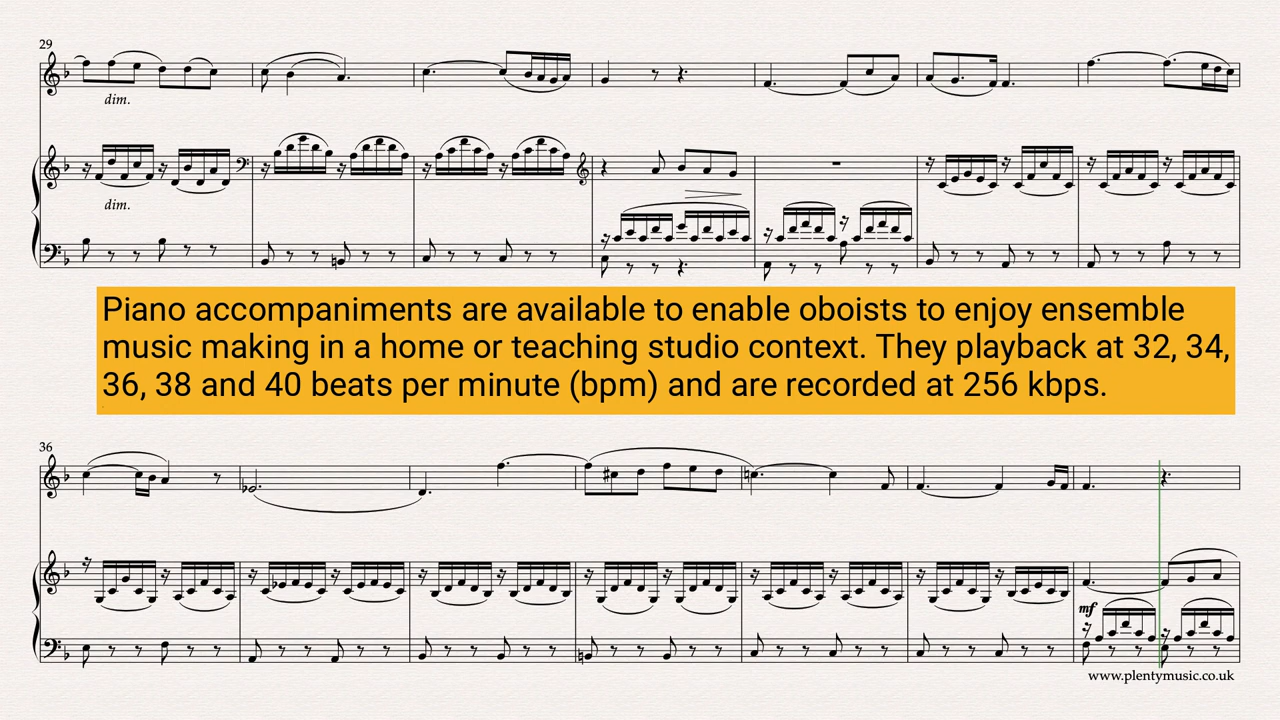 29
dim.
dim.
Piano accompaniments are available to enable oboists to enjoy ensemble
music making in a home or teaching studio context. They playback at 32, 34,
36, 38 and 40 beats per minute (bpm) and are recorded at 256 kbps.
36
mf
www.plentymusic.co.uk